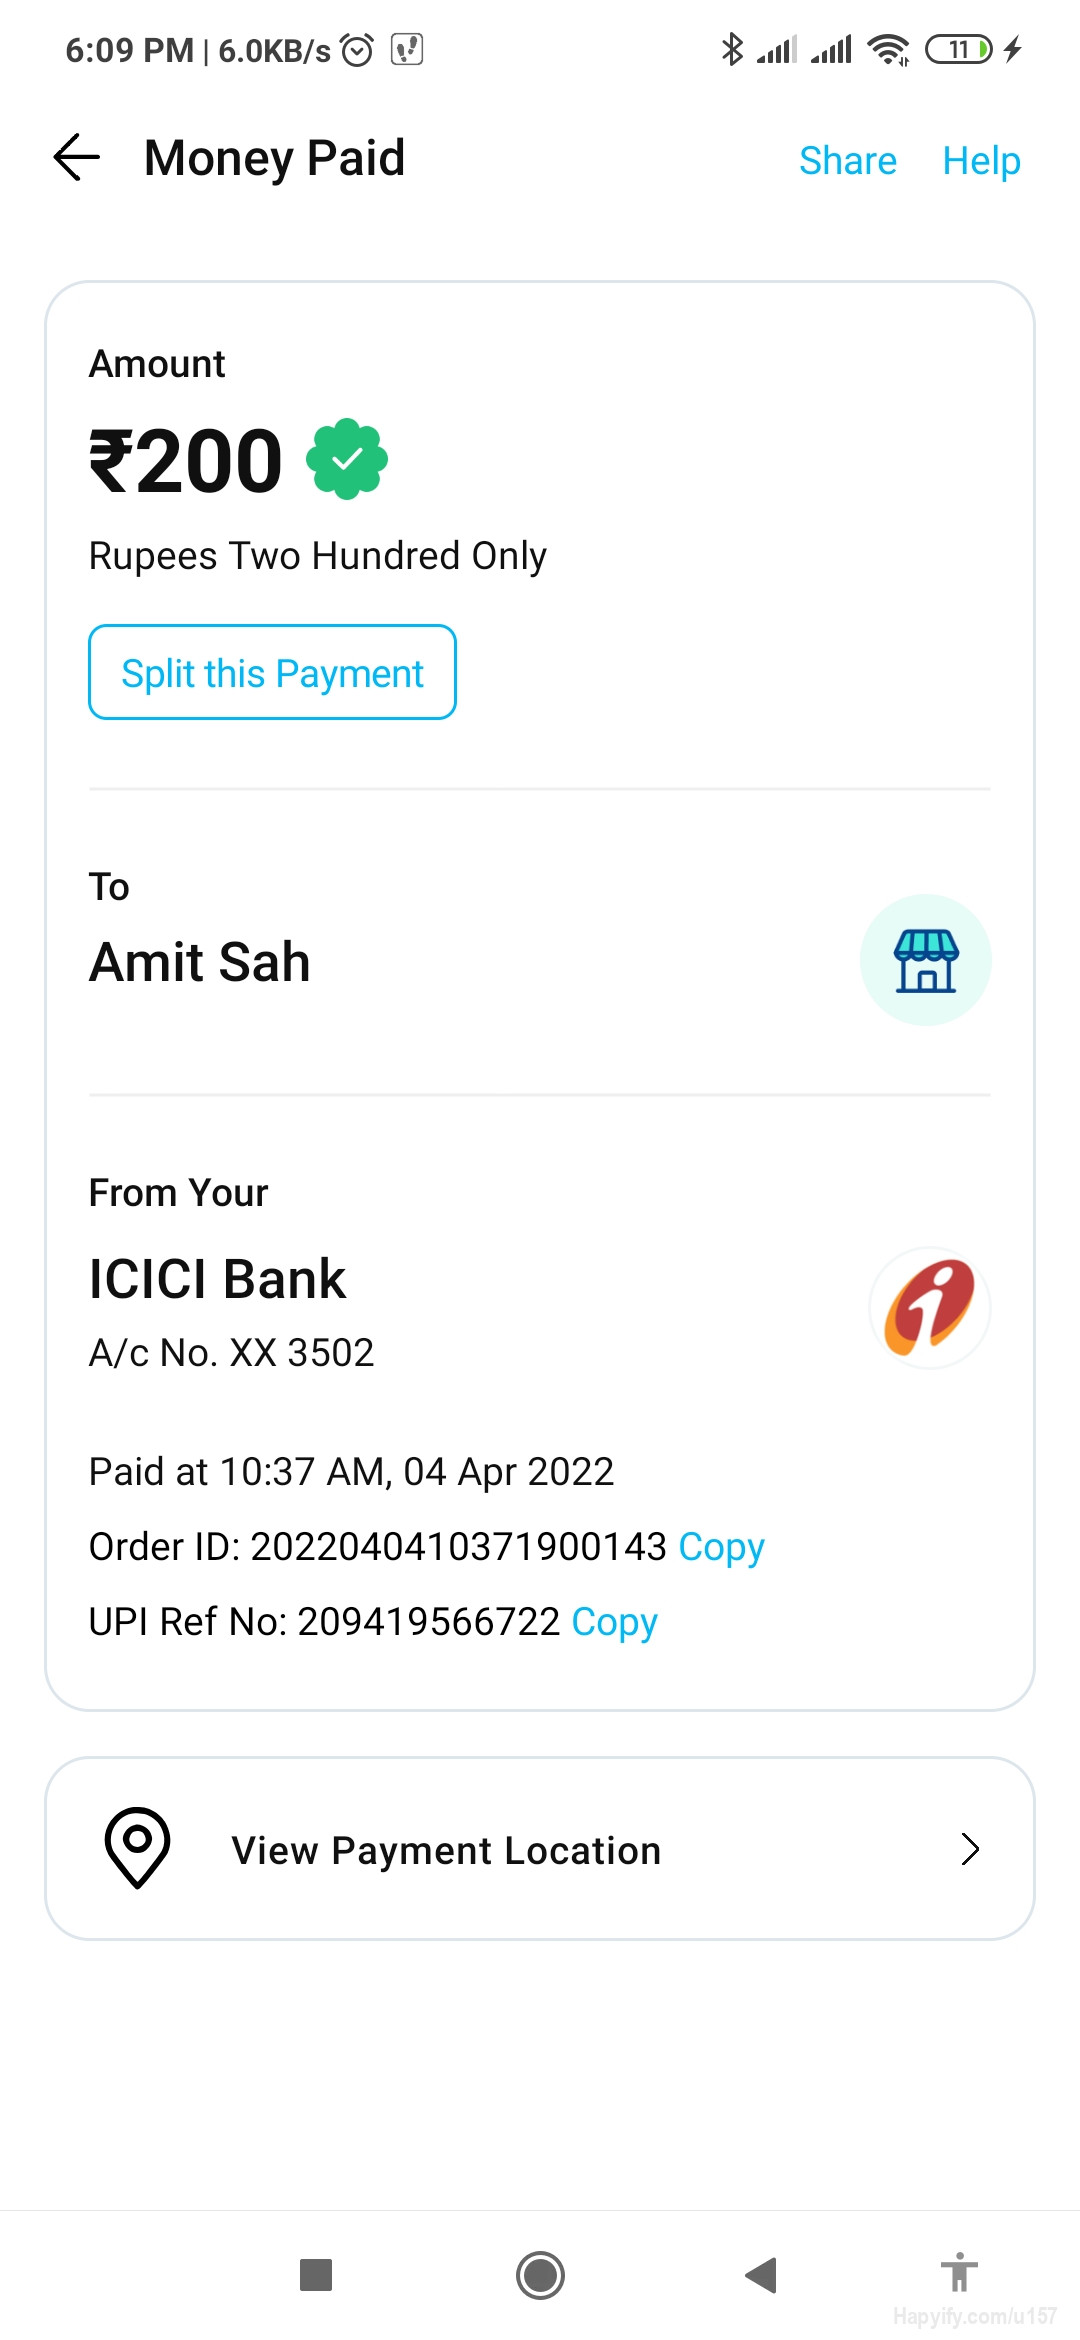 6:09 PM | 6.0KB/s 11
Money Paid Share Help
Amount
₹200
Rupees Two Hundred Only
Split this Payment
To
Amit Sah
From Your
ICICI Bank
A/c No. XX 3502
Paid at 10:37 AM, 04 Apr 2022
Order ID: 20220404103719​00143 Copy
UPI Ref No: 209419566722 Copy
View Payment Location
Hapyify.com/u157